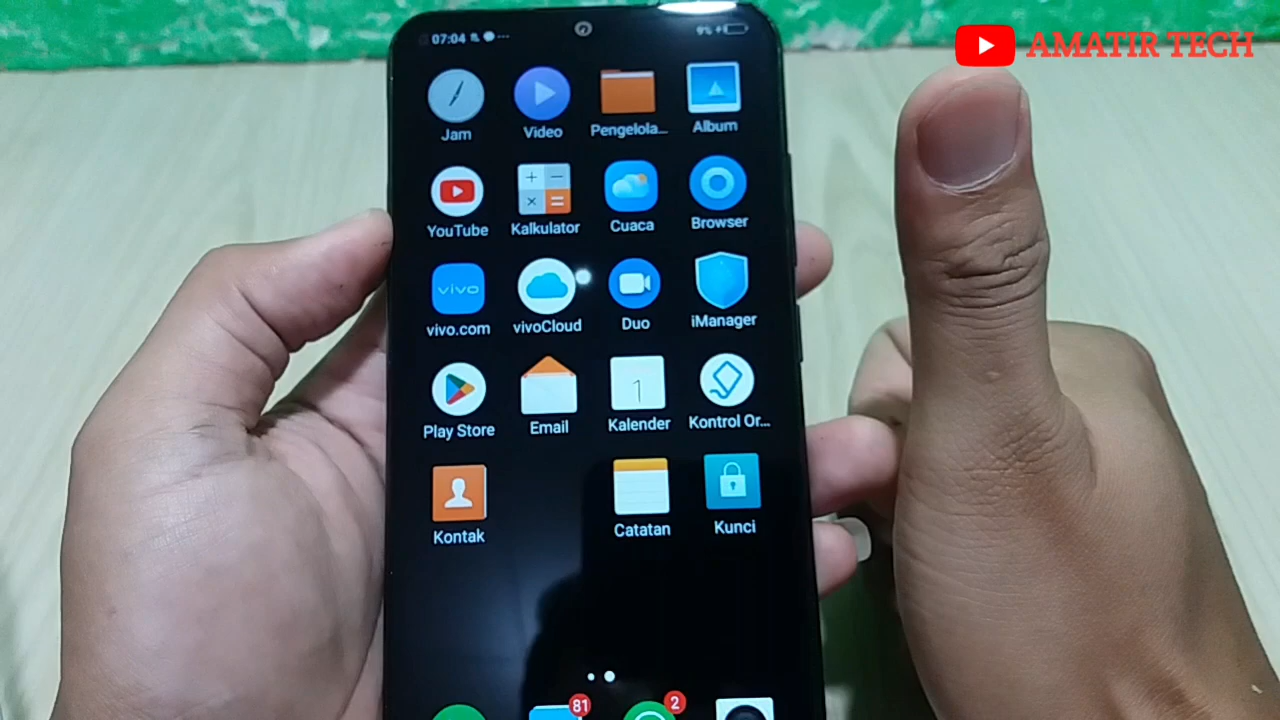 AMATIR TECH
07:04
9%
Jam Video Pengelola... Album
YouTube Kalkulator Cuaca Browser
vivo
vivo.com vivoCloud Duo iManager
1
Play Store Email Kalender Kontrol Or...
Kontak Catatan Kunci
81 2